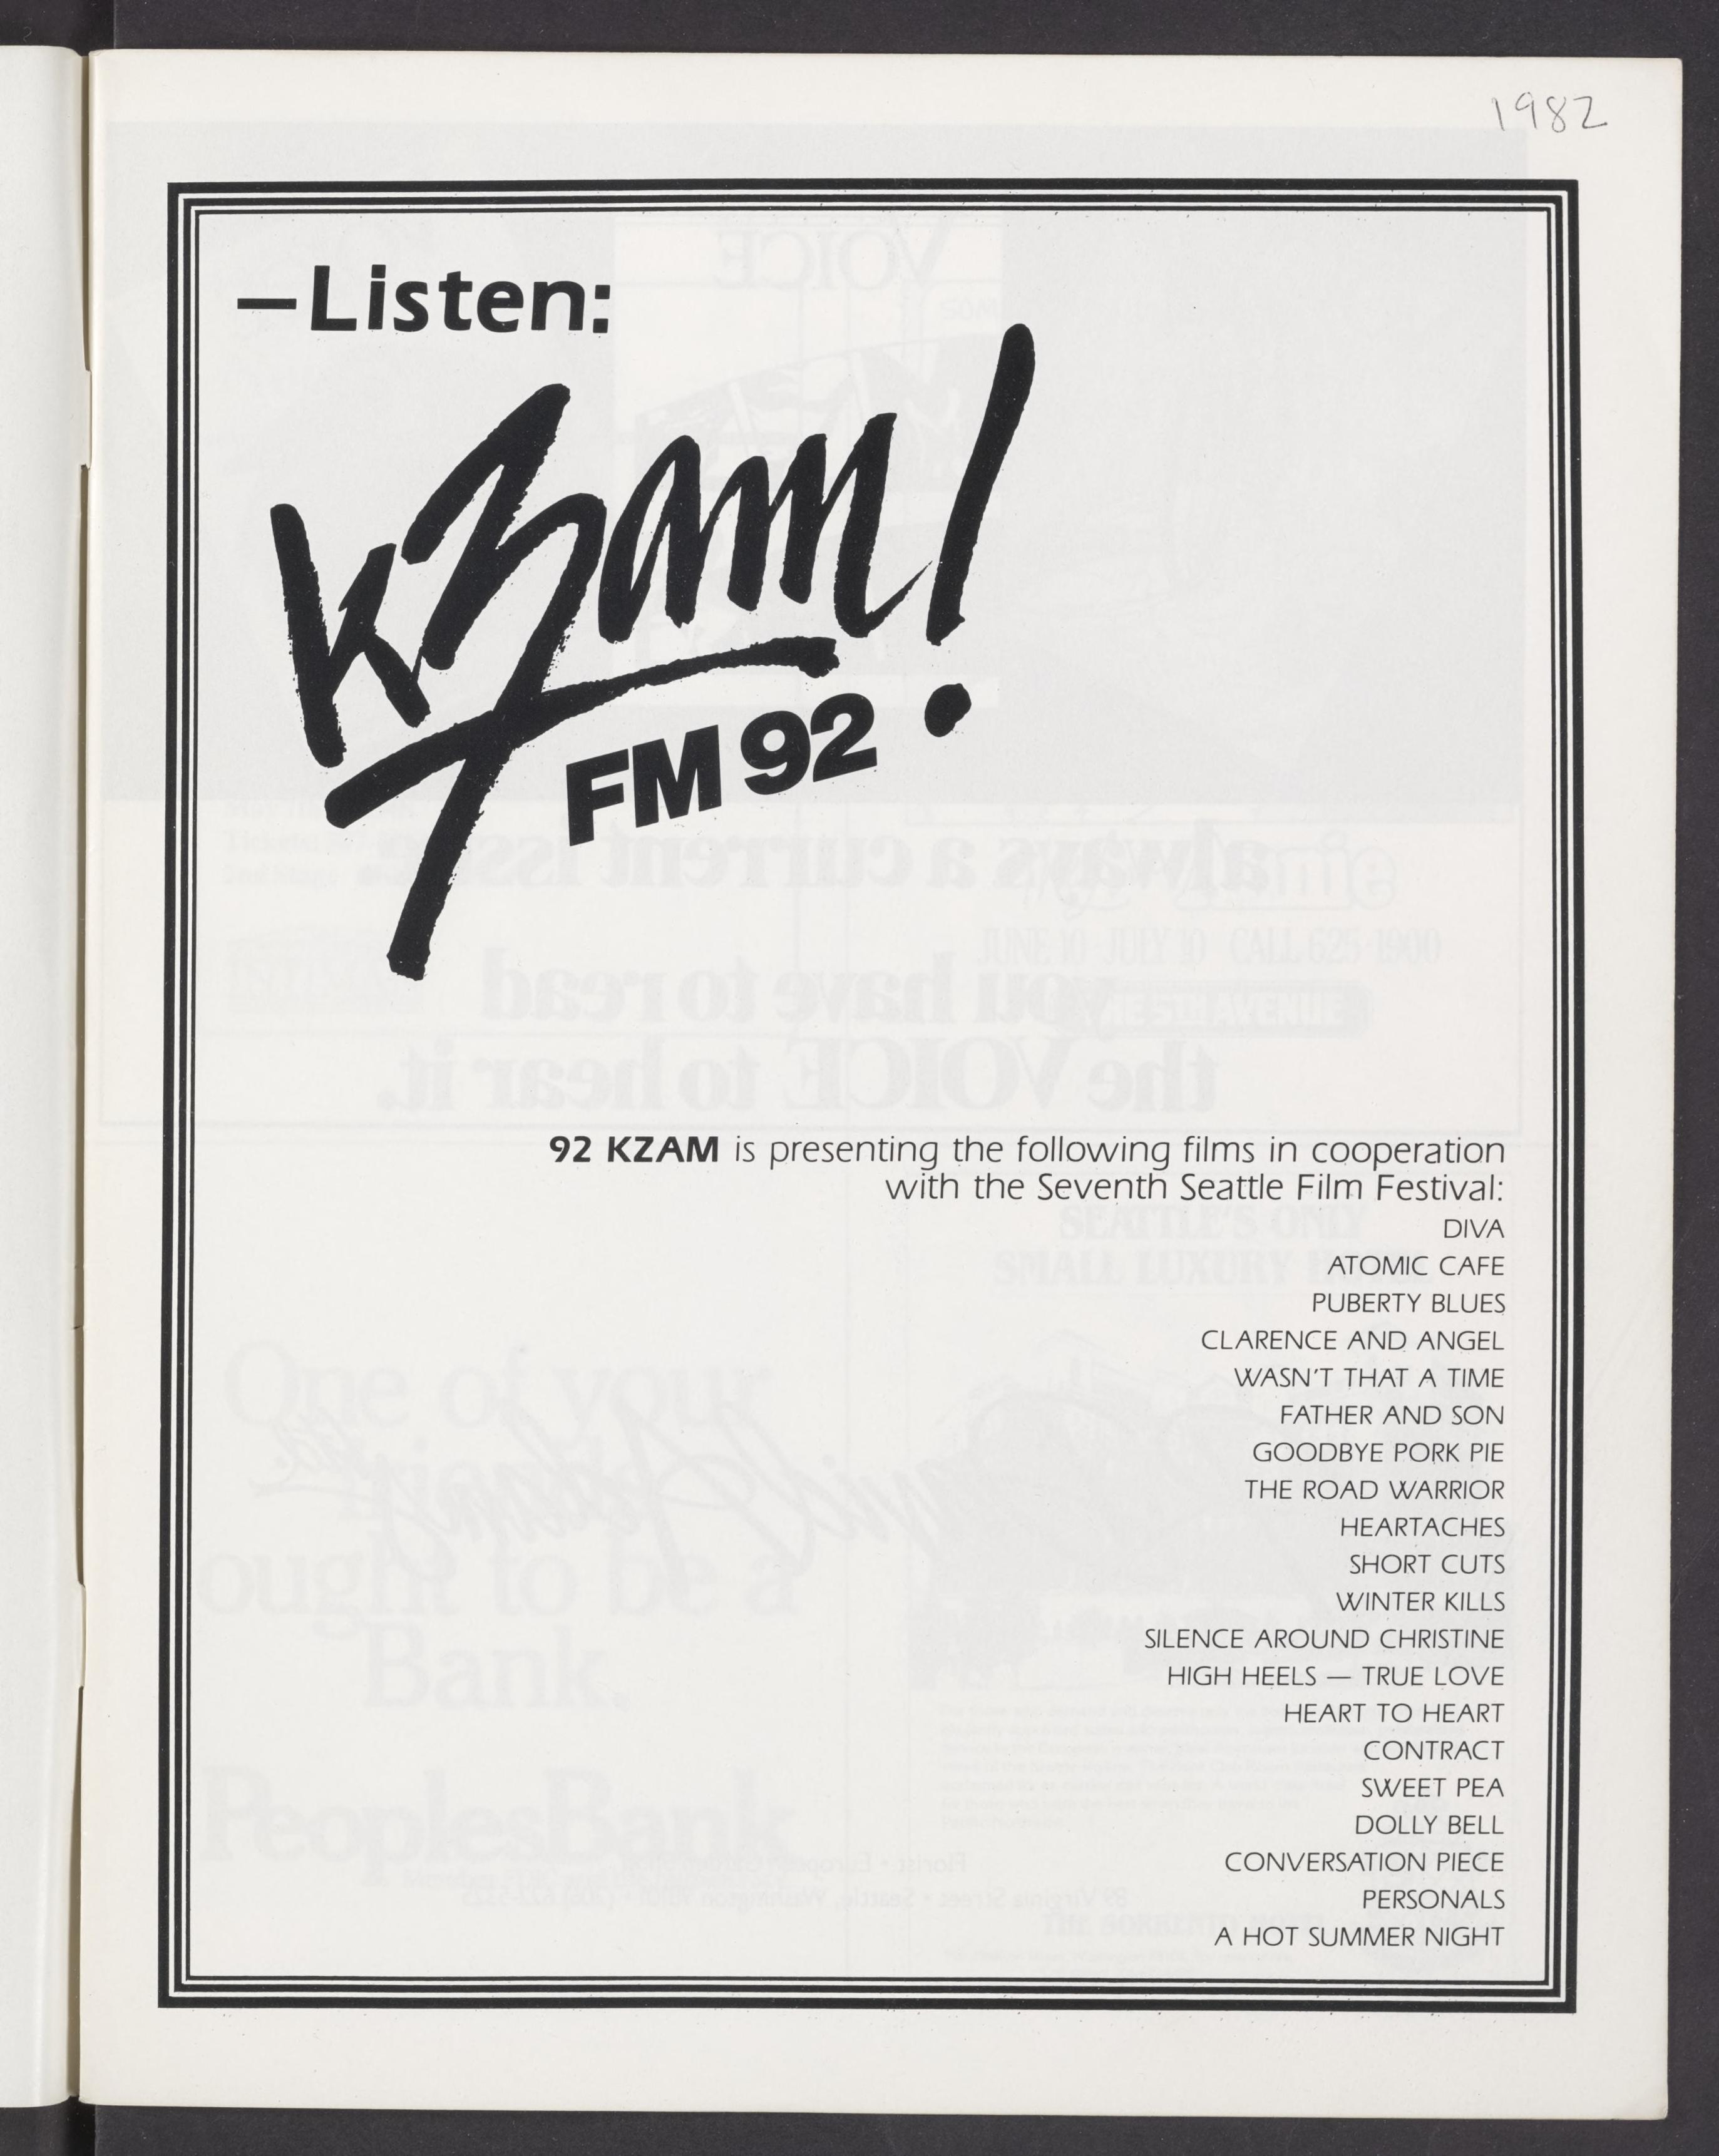 1982
—Listen:
kzam!
FM 92
92 KZAM is presenting the following films in cooperation
with the Seventh Seattle Film Festival:
DIVA
ATOMIC CAFE
PUBERTY BLUES
CLARENCE AND ANGEL
WASN'T THAT A TIME
FATHER AND SON
GOODBYE PORK PIE
THE ROAD WARRIOR
HEARTACHES
SHORT CUTS
WINTER KILLS
SILENCE AROUND CHRISTINE
HIGH HEELS — TRUE LOVE
HEART TO HEART
CONTRACT
SWEET PEA
DOLLY BELL
CONVERSATION PIECE
PERSONALS
A HOT SUMMER NIGHT